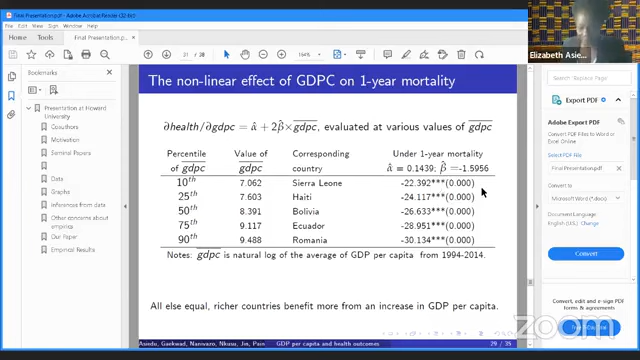 Final Presentation.pdf - Adobe Acrobat Reader DC (32-bit)
File Edit View Sign Window Help
Home Tools Final Presentation.p...
31 / 38
154%
Bookmarks
Presentation at Howard University
Coauthors
Motivation
Seminal Papers
Data
Graphs
Inferences from data
Other concerns about empirics
Our Paper
Empirical Results
The non-linear effect of GDPC on 1-year mortality
∂health/∂gdpc = α̂ + 2β̂× gdpc, evaluated at various values of gdpc
Percentile of gdpc Value of gdpc Corresponding country Under 1-year mortality α̂ = 0.1439; β̂ =-1.5956
10th 7.062 Sierra Leone -22.392***(0.000)
25th 7.603 Haiti -24.117***(0.000)
50th 8.391 Bolivia -26.633***(0.000)
75th 9.117 Ecuador -28.951***(0.000)
90th 9.488 Romania -30.134***(0.000)
Notes: gdpc is natural log of the average of GDP per capita from 1994-2014.
All else equal, richer countries benefit more from an increase in GDP per capita.
Asiedu, Gaekwad, Nanivazo, Nkusu, Jin, Pain GDP per capita and health outcomes 29 / 35
Elizabeth Asie...
Export PDF
Adobe Export PDF
Convert PDF Files to Word or Excel Online
Select PDF File
Final Presentation.pdf
Convert to
Microsoft Word (*.docx)
Document Language:
English (U.S.) Change
Convert
Convert, edit and e-sign PDF forms & agreements
zoom